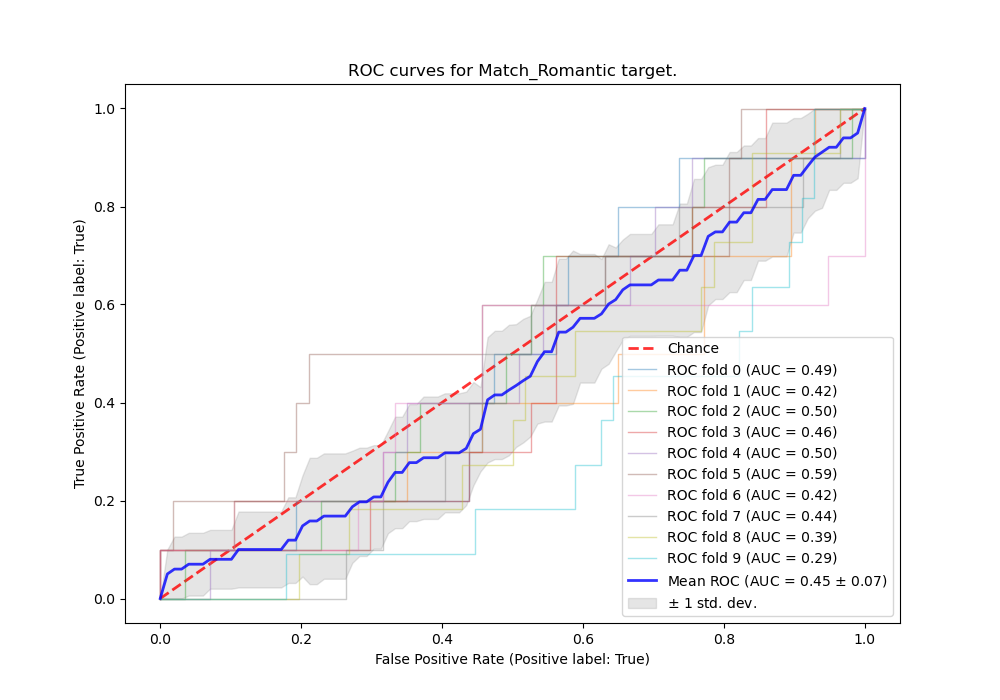 ROC curves for Match_Romantic target.
True Positive Rate (Positive label: True)
1.0
0.8
0.6
0.4
0.2
0.0
0.0 0.2 0.4 0.6 0.8 1.0
False Positive Rate (Positive label: True)
Chance
ROC fold 0 (AUC = 0.49)
ROC fold 1 (AUC = 0.42)
ROC fold 2 (AUC = 0.50)
ROC fold 3 (AUC = 0.46)
ROC fold 4 (AUC = 0.50)
ROC fold 5 (AUC = 0.59)
ROC fold 6 (AUC = 0.42)
ROC fold 7 (AUC = 0.44)
ROC fold 8 (AUC = 0.39)
ROC fold 9 (AUC = 0.29)
Mean ROC (AUC = 0.45 ± 0.07)
± 1 std. dev.